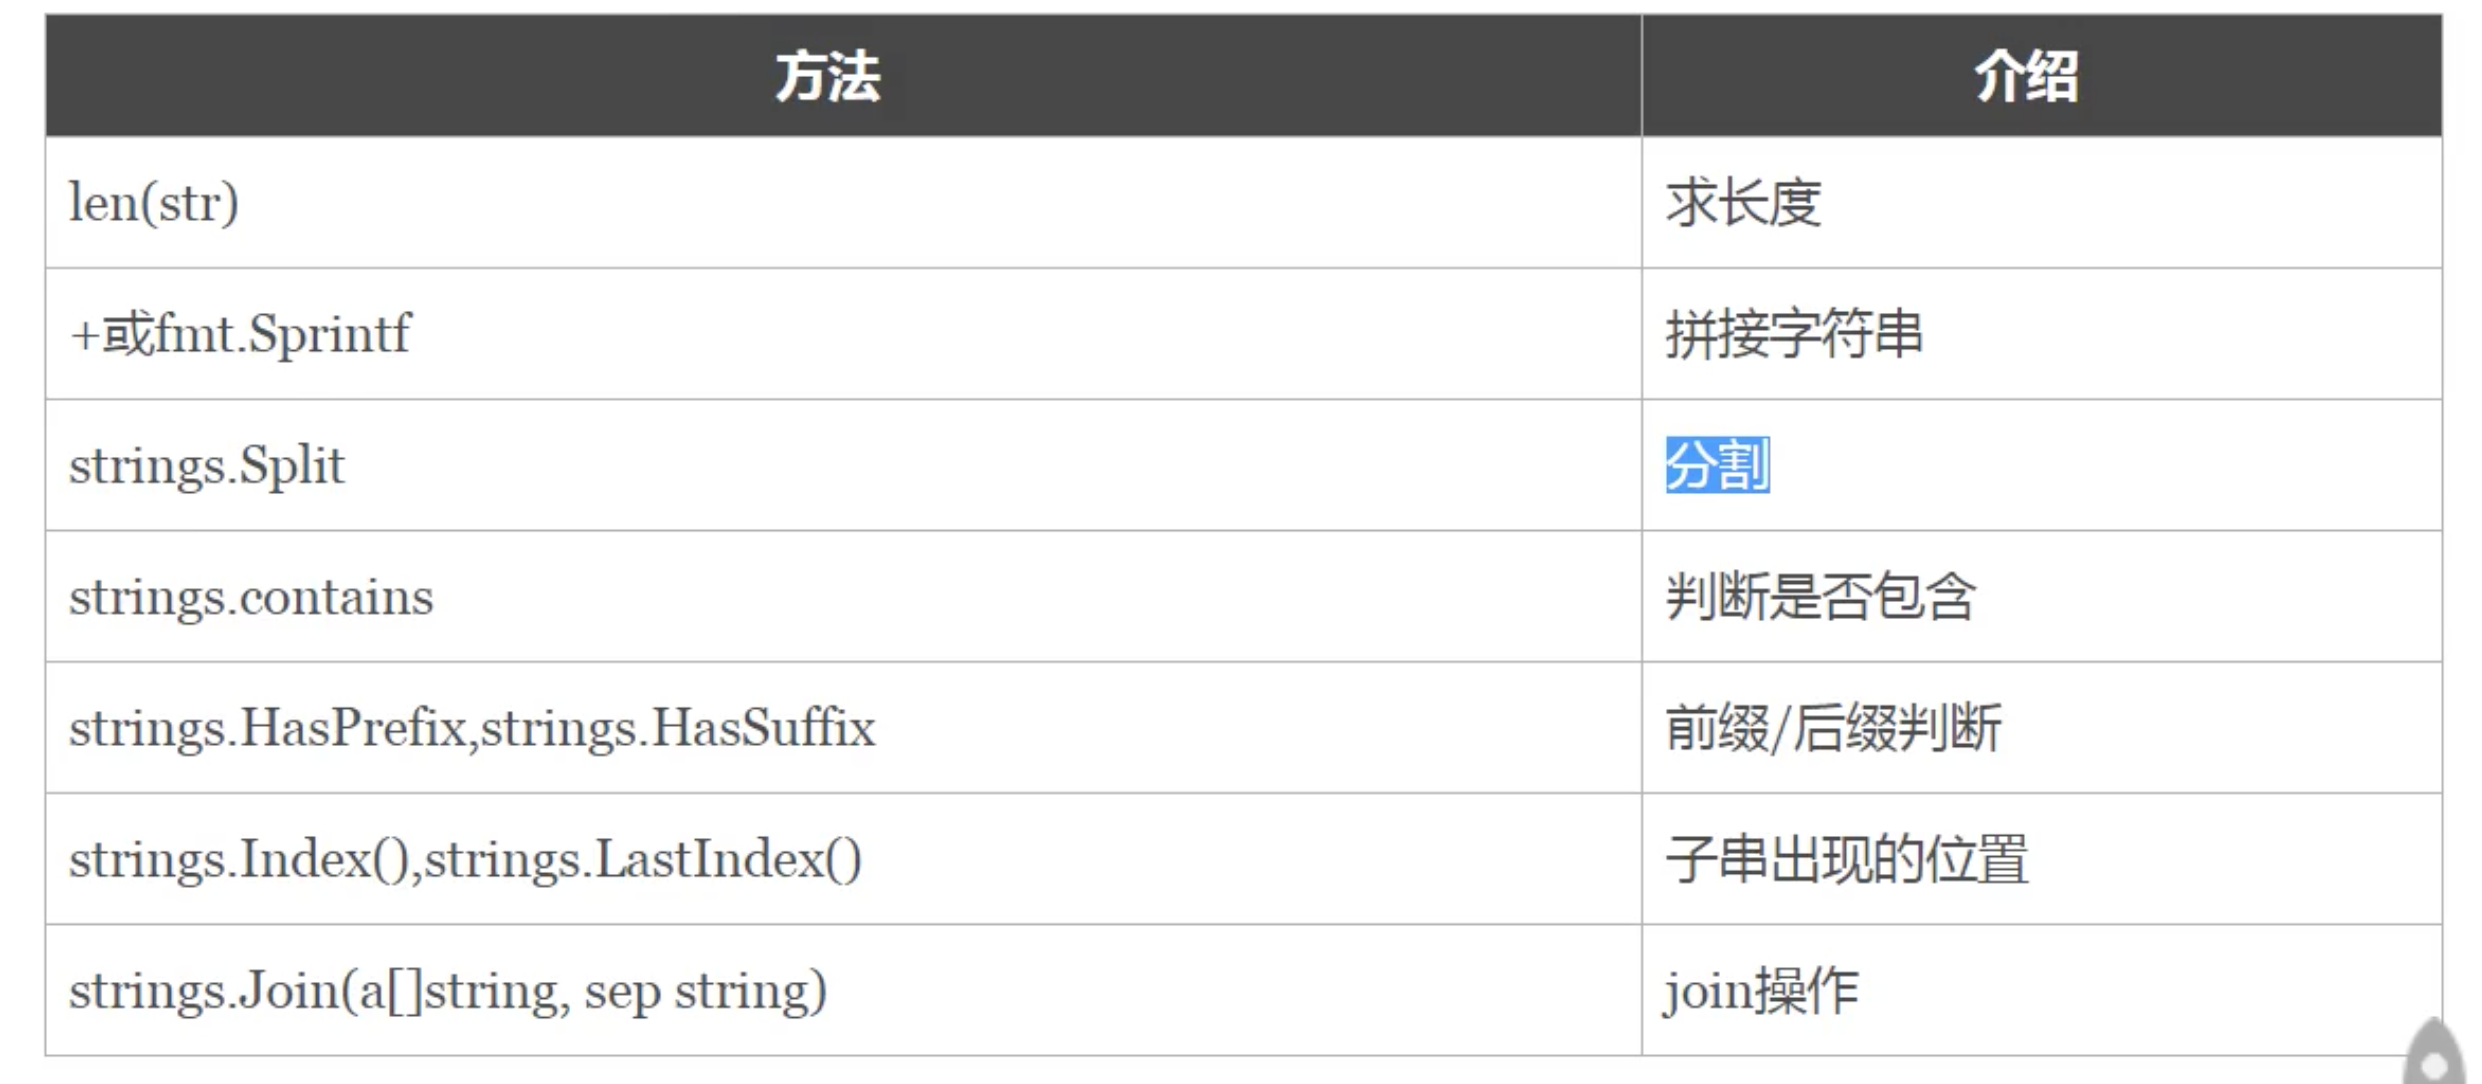 方法 介绍
len(str) 求长度
+或fmt.Sprintf 拼接字符串
strings.Split 分割
strings.contains 判断是否包含
strings.HasPrefix,strings.HasSuffix 前缀/后缀判断
strings.Index(),strings.LastIndex() 子串出现的位置
strings.Join(a[]string, sep string) join操作